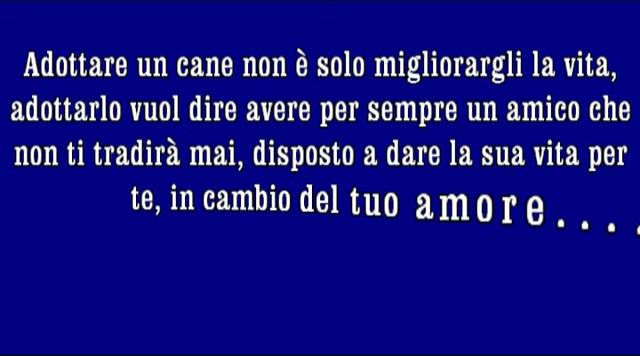 Adottare un cane non è solo migliorargli la vita,
adottarlo vuol dire avere per sempre un amico che
non ti tradirà mai, disposto a dare la sua vita per
te, in cambio del tuo amore....